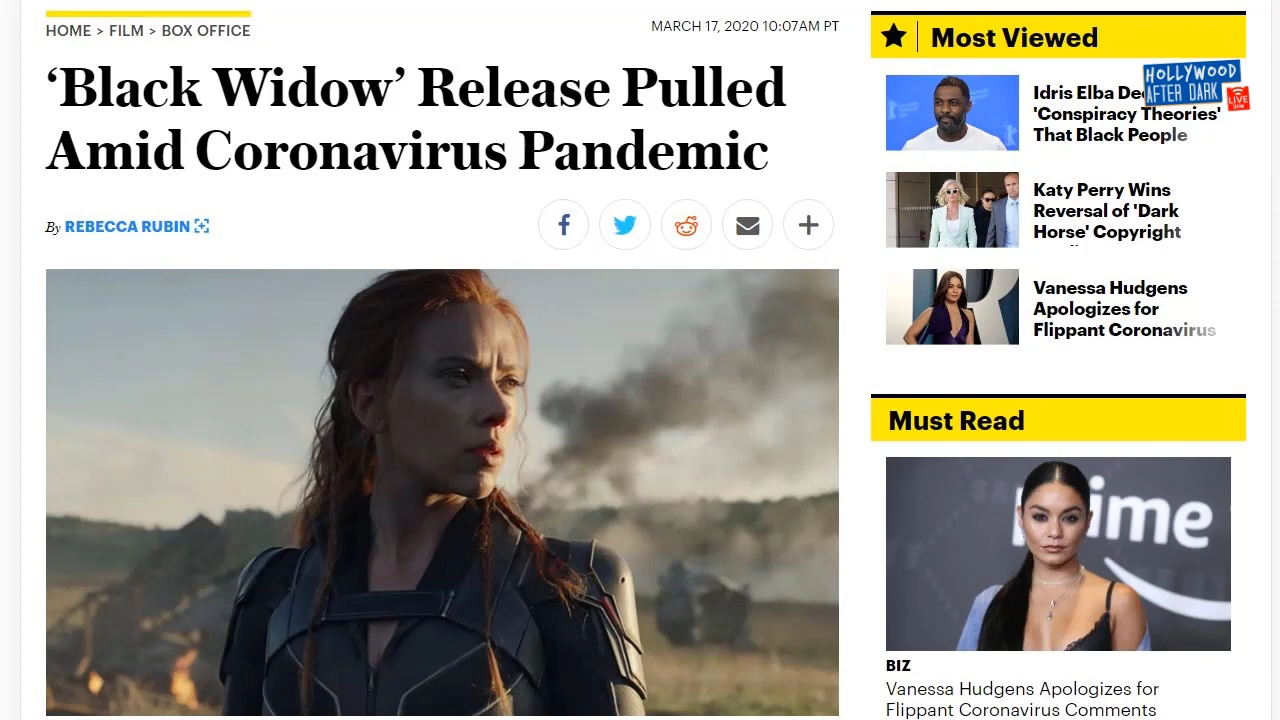 HOME > FILM > BOX OFFICE
MARCH 17, 2020 10:07AM PT
‘Black Widow’ Release Pulled
Amid Coronavirus Pandemic
By REBECCA RUBIN
Most Viewed
HOLLYWOOD
AFTER DARK
LIVE
SHOW
Idris Elba
'Conspiracy Theories'
That Black People
Katy Perry Wins
Reversal of 'Dark
Horse' Copyright
Vanessa Hudgens
Apologizes for
Flippant Coronavirus
Must Read
prime
BIZ
Vanessa Hudgens Apologizes for
Flippant Coronavirus Comments